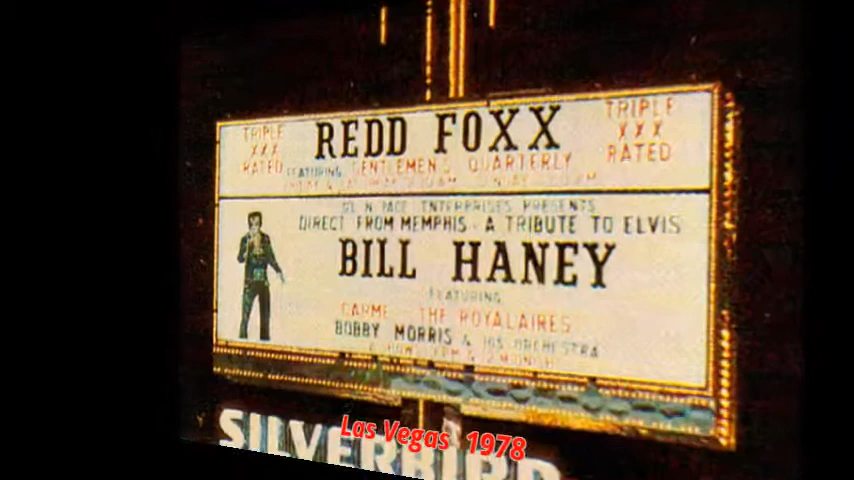 TRIPLE
XXX
RATED
REDD FOXX
TRIPLE
XXX
RATED
FEATURING GENTLEMEN'S QUARTERLY
PRESENTS
DIRECT FROM MEMPHIS - A TRIBUTE TO ELVIS
BILL HANEY
FEATURING
CARME THE ROYALAIRES
BOBBY MORRIS & HIS ORCHESTRA
SILVERBIRD
Las Vegas 1978